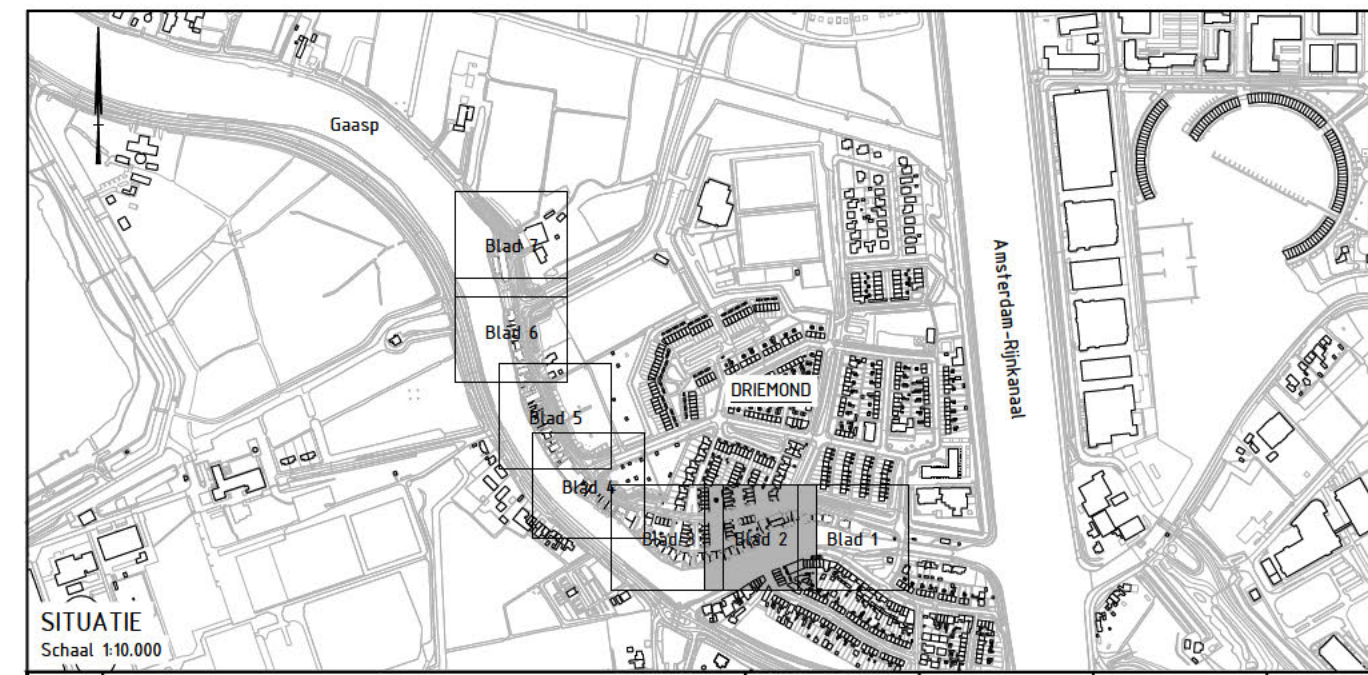 Gaasp
Blad 7
Amsterdam-Rijnkanaal
Blad 6
DRIEMOND
Blad 5
Blad 4
Blad 3
Blad 2
Blad 1
SITUATIE
Schaal 1:10.000